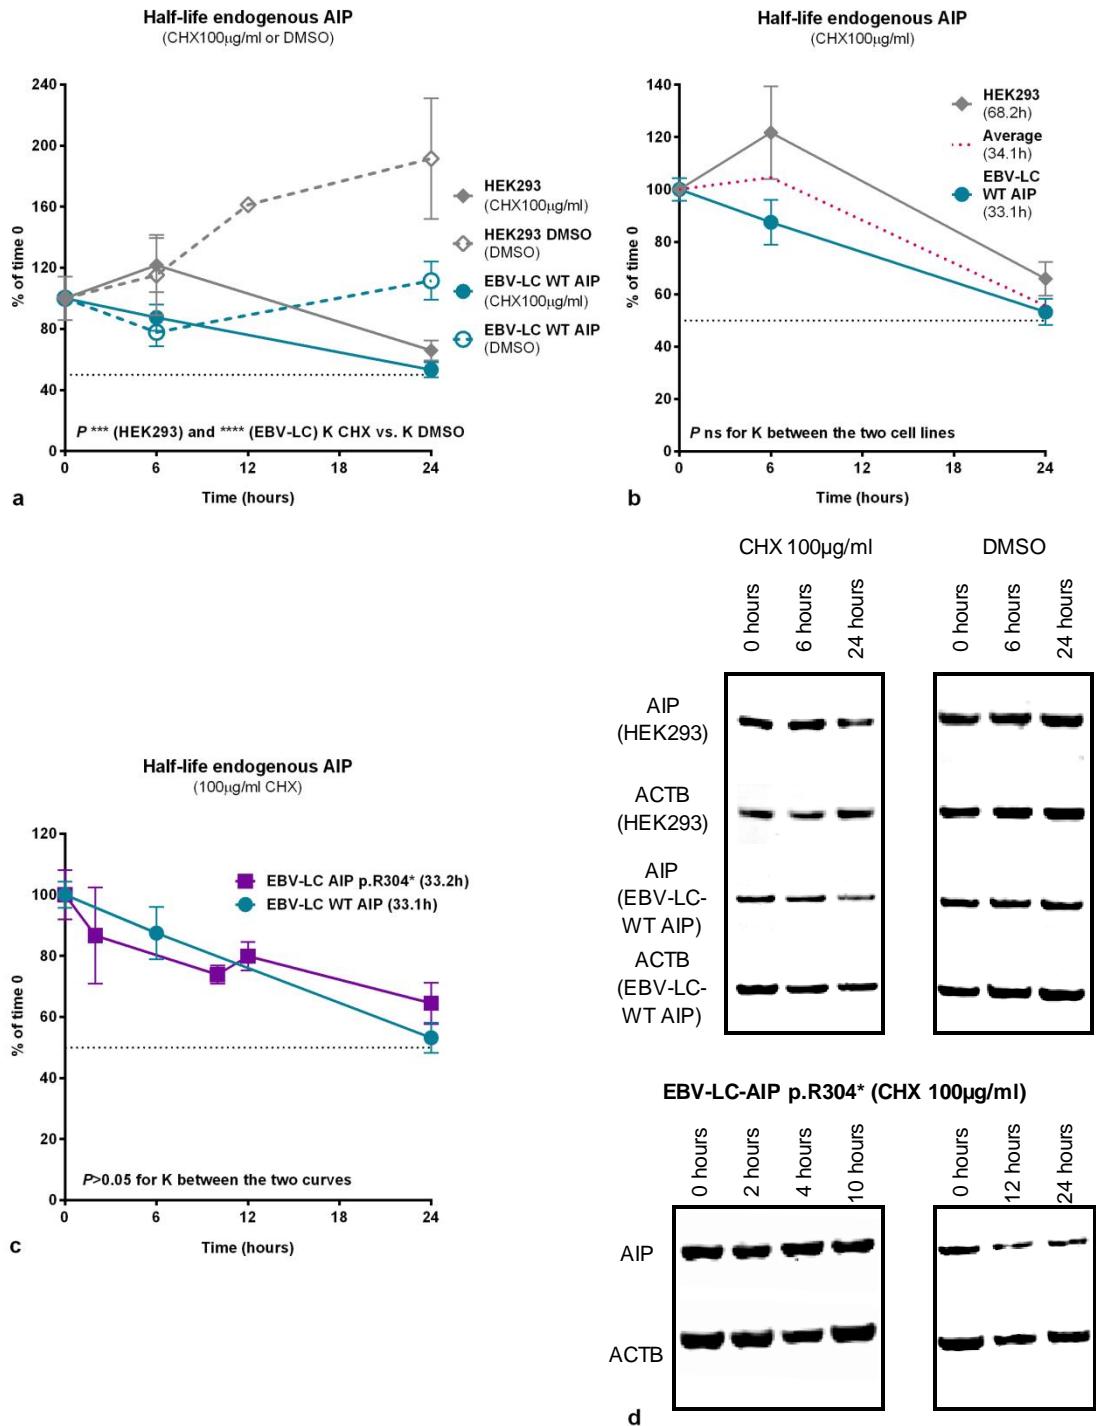 Half-life endogenous AIP
(CHX100µg/ml or DMSO)
240
200
160
120
80
40
0
% of time 0
0
6
12
18
24
Time (hours)
HEK293
(CHX100µg/ml)
HEK293 DMSO
(DMSO)
EBV-LC WT AIP
(CHX100µg/ml)
EBV-LC WT AIP
(DMSO)
P *** (HEK293) and **** (EBV-LC) K CHX vs. K DMSO
a
Half-life endogenous AIP
(CHX100µg/ml)
140
120
100
80
60
40
20
0
% of time 0
0
6
12
18
24
Time (hours)
HEK293
(68.2h)
Average
(34.1h)
EBV-LC
WT AIP
(33.1h)
P ns for K between the two cell lines
b
Half-life endogenous AIP
(100µg/ml CHX)
120
100
80
60
40
20
0
% of time 0
0
6
12
18
24
Time (hours)
EBV-LC AIP p.R304* (33.2h)
EBV-LC WT AIP (33.1h)
P>0.05 for K between the two curves
c
CHX 100µg/ml
DMSO
0 hours
6 hours
24 hours
0 hours
6 hours
24 hours
AIP
(HEK293)
ACTB
(HEK293)
AIP
(EBV-LC-
WT AIP)
ACTB
(EBV-LC-
WT AIP)
EBV-LC-AIP p.R304* (CHX 100µg/ml)
0 hours
2 hours
4 hours
10 hours
0 hours
12 hours
24 hours
AIP
ACTB
d